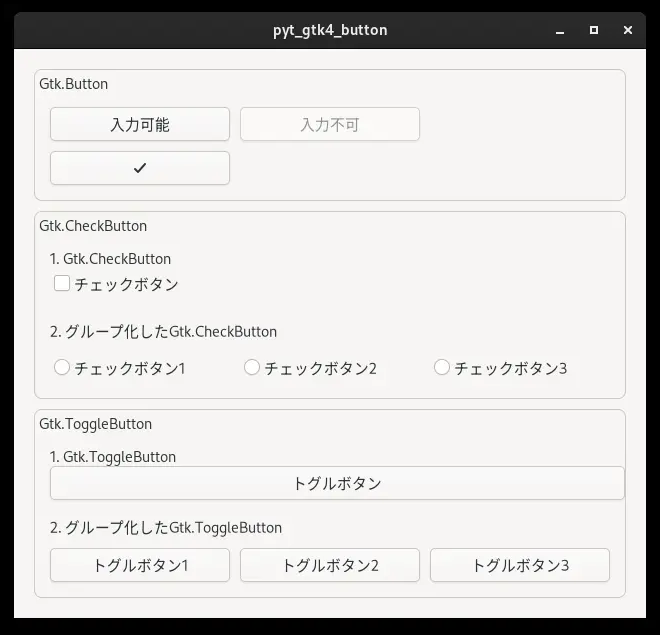 pyt_gtk4_button
Gtk.Button
入力可能 入力不可
Gtk.CheckButton
1. Gtk.CheckButton
チェックボタン
2. グループ化したGtk.CheckButton
チェックボタン1 チェックボタン2 チェックボタン3
Gtk.ToggleButton
1. Gtk.ToggleButton
トグルボタン
2. グループ化したGtk.ToggleButton
トグルボタン1 トグルボタン2 トグルボタン3